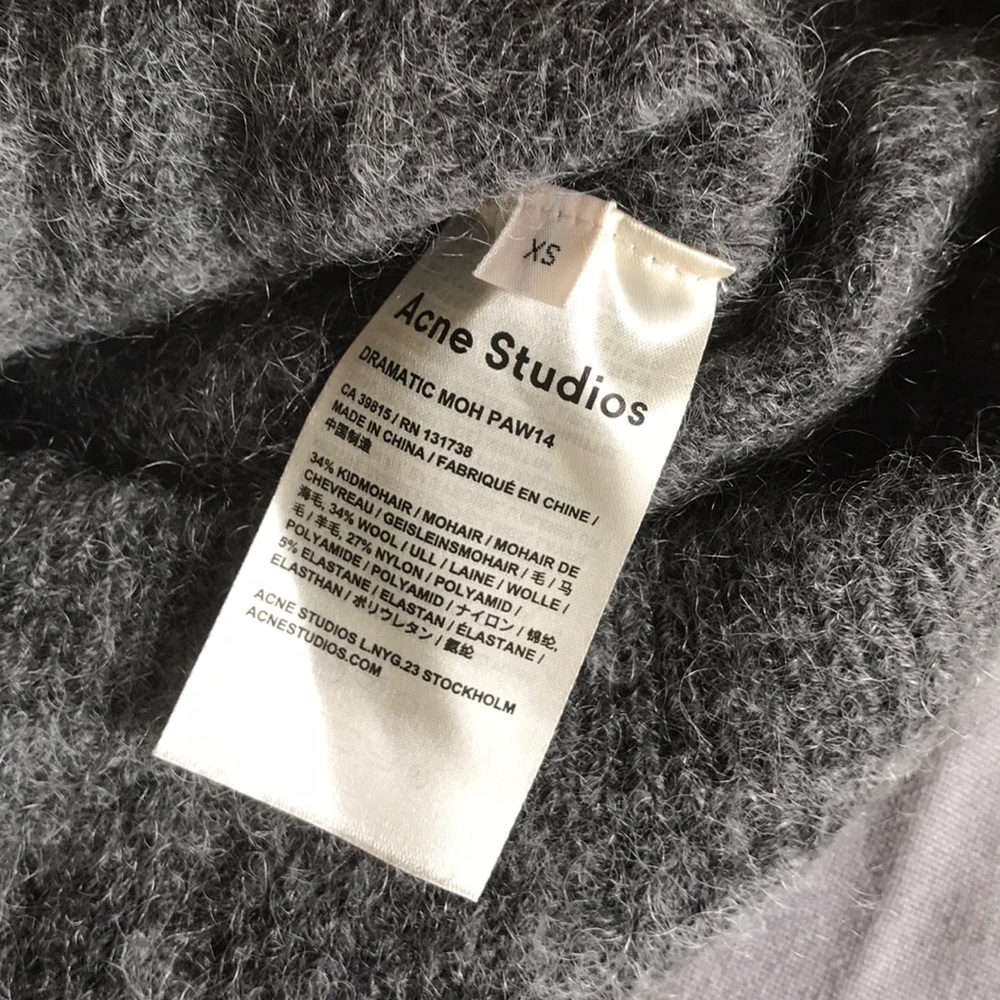 XS
Acne Studios
DRAMATIC MOH PAW14
CA 39815 / RN 131738
MADE IN CHINA / FABRIQUÉ EN CHINE /
中国制造
34% KIDMOHAIR / MOHAIR / MOHAIR DE
CHEVREAU / GEISLEINSMOHAIR / 毛 / 马
海毛, 34% WOOL / ULL / LAINE / WOLLE /
毛 / 羊毛, 27% NYLON / POLYAMID /
POLYAMIDE / POLYAMID / ナイロン / 锦纶,
5% ELASTANE / ELASTAN / ÉLASTANE /
ELASTHAN / ポリウレタン / 氨纶
ACNE STUDIOS L.NYG.23 STOCKHOLM
ACNESTUDIOS.COM